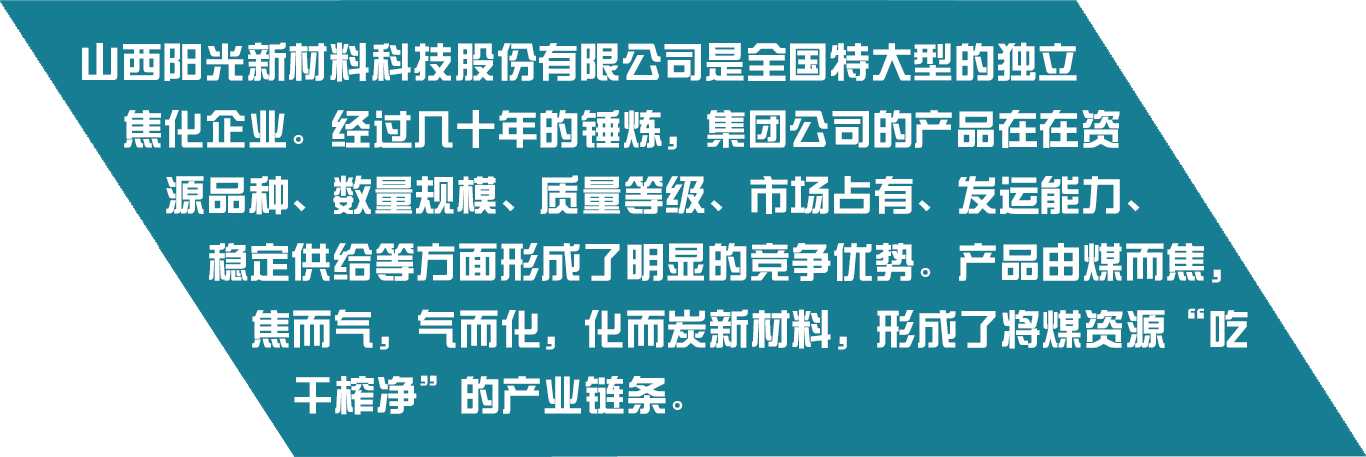 山西阳光新材料科技股份有限公司是全国特大型的独立
焦化企业。经过几十年的锤炼，集团公司的产品在在资
源品种、数量规模、质量等级、市场占有、发运能力、
稳定供给等方面形成了明显的竞争优势。产品由煤而焦，
焦而气，气而化，化而炭新材料，形成了将煤资源“吃
干榨净”的产业链条。